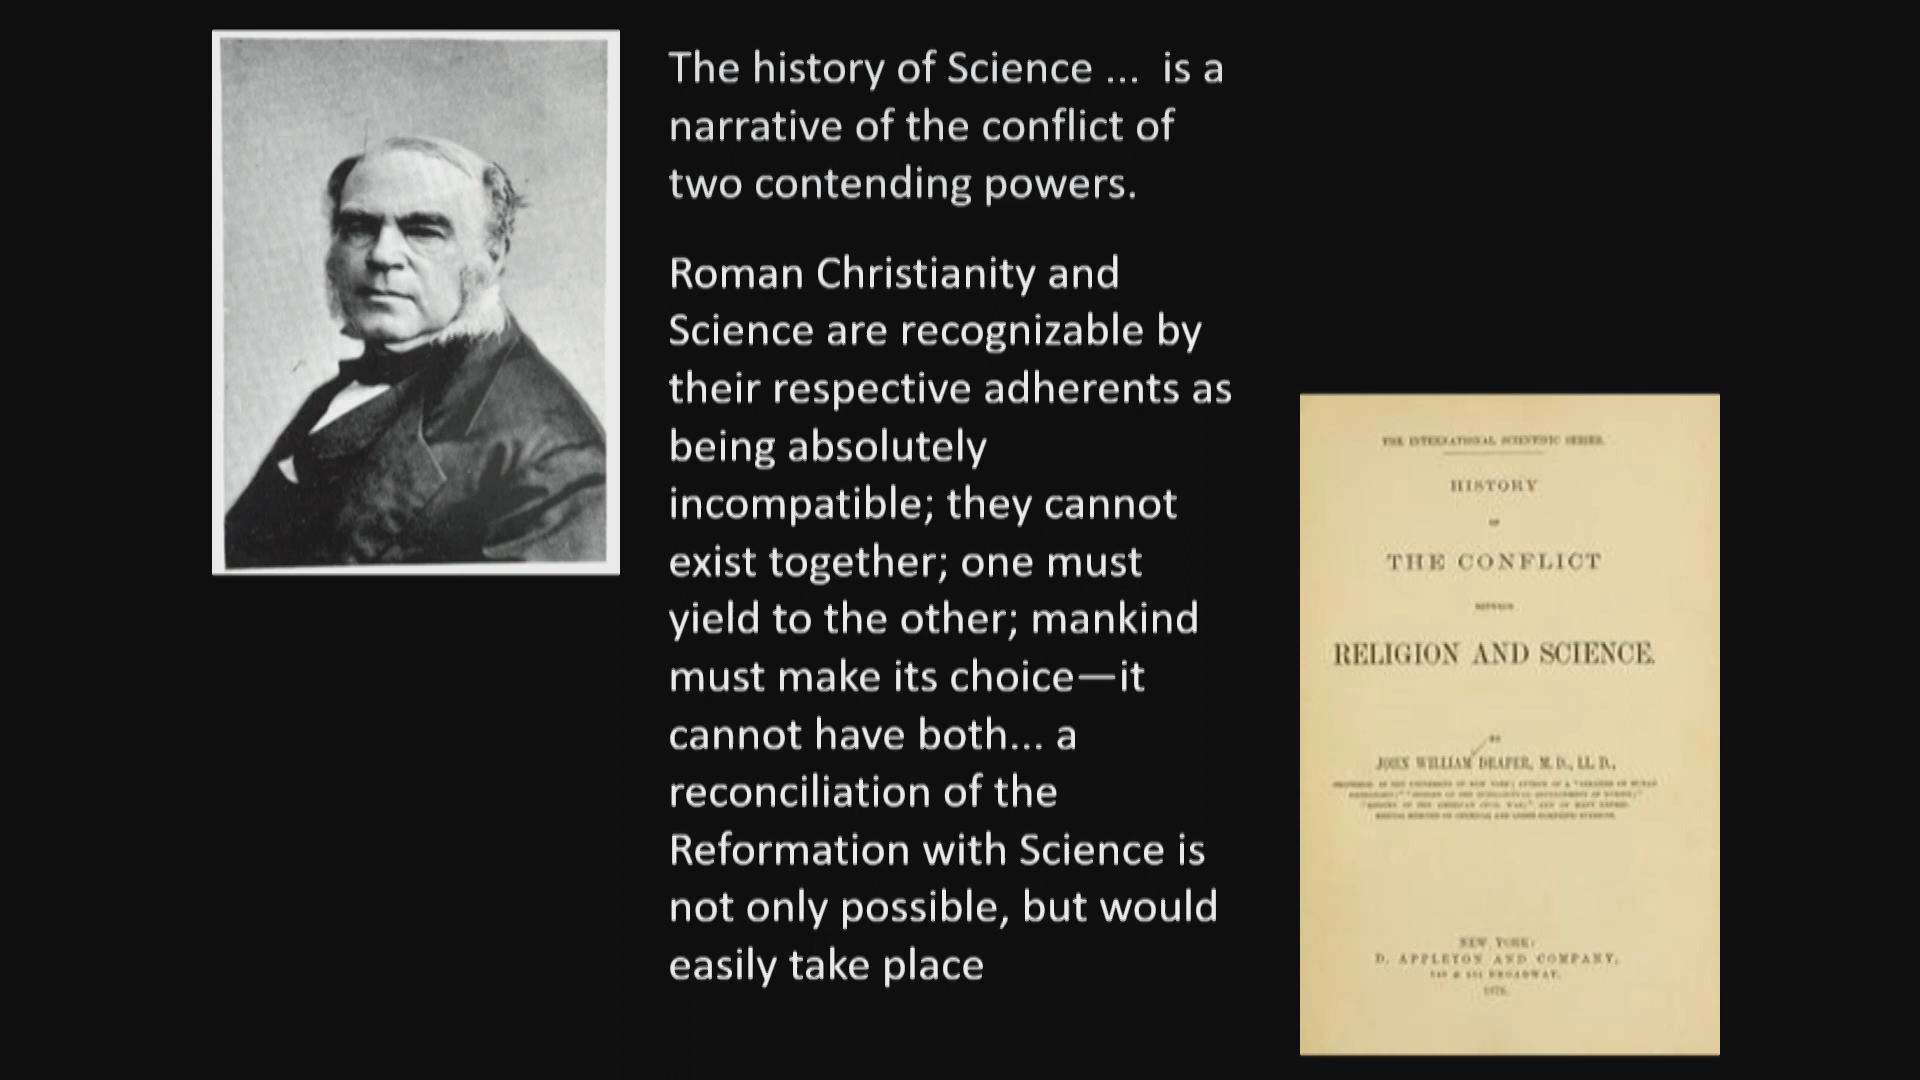 The history of Science ... is a
narrative of the conflict of
two contending powers.
Roman Christianity and
Science are recognizable by
their respective adherents as
being absolutely
incompatible; they cannot
exist together; one must
yield to the other; mankind
must make its choice—it
cannot have both... a
reconciliation of the
Reformation with Science is
not only possible, but would
easily take place
THE INTERNATIONAL SCIENTIFIC SERIES.
HISTORY
OF
THE CONFLICT
BETWEEN
RELIGION AND SCIENCE.
BY
JOHN WILLIAM DRAPER, M. D., LL. D.,
NEW YORK:
D. APPLETON AND COMPANY,
BROADWAY.